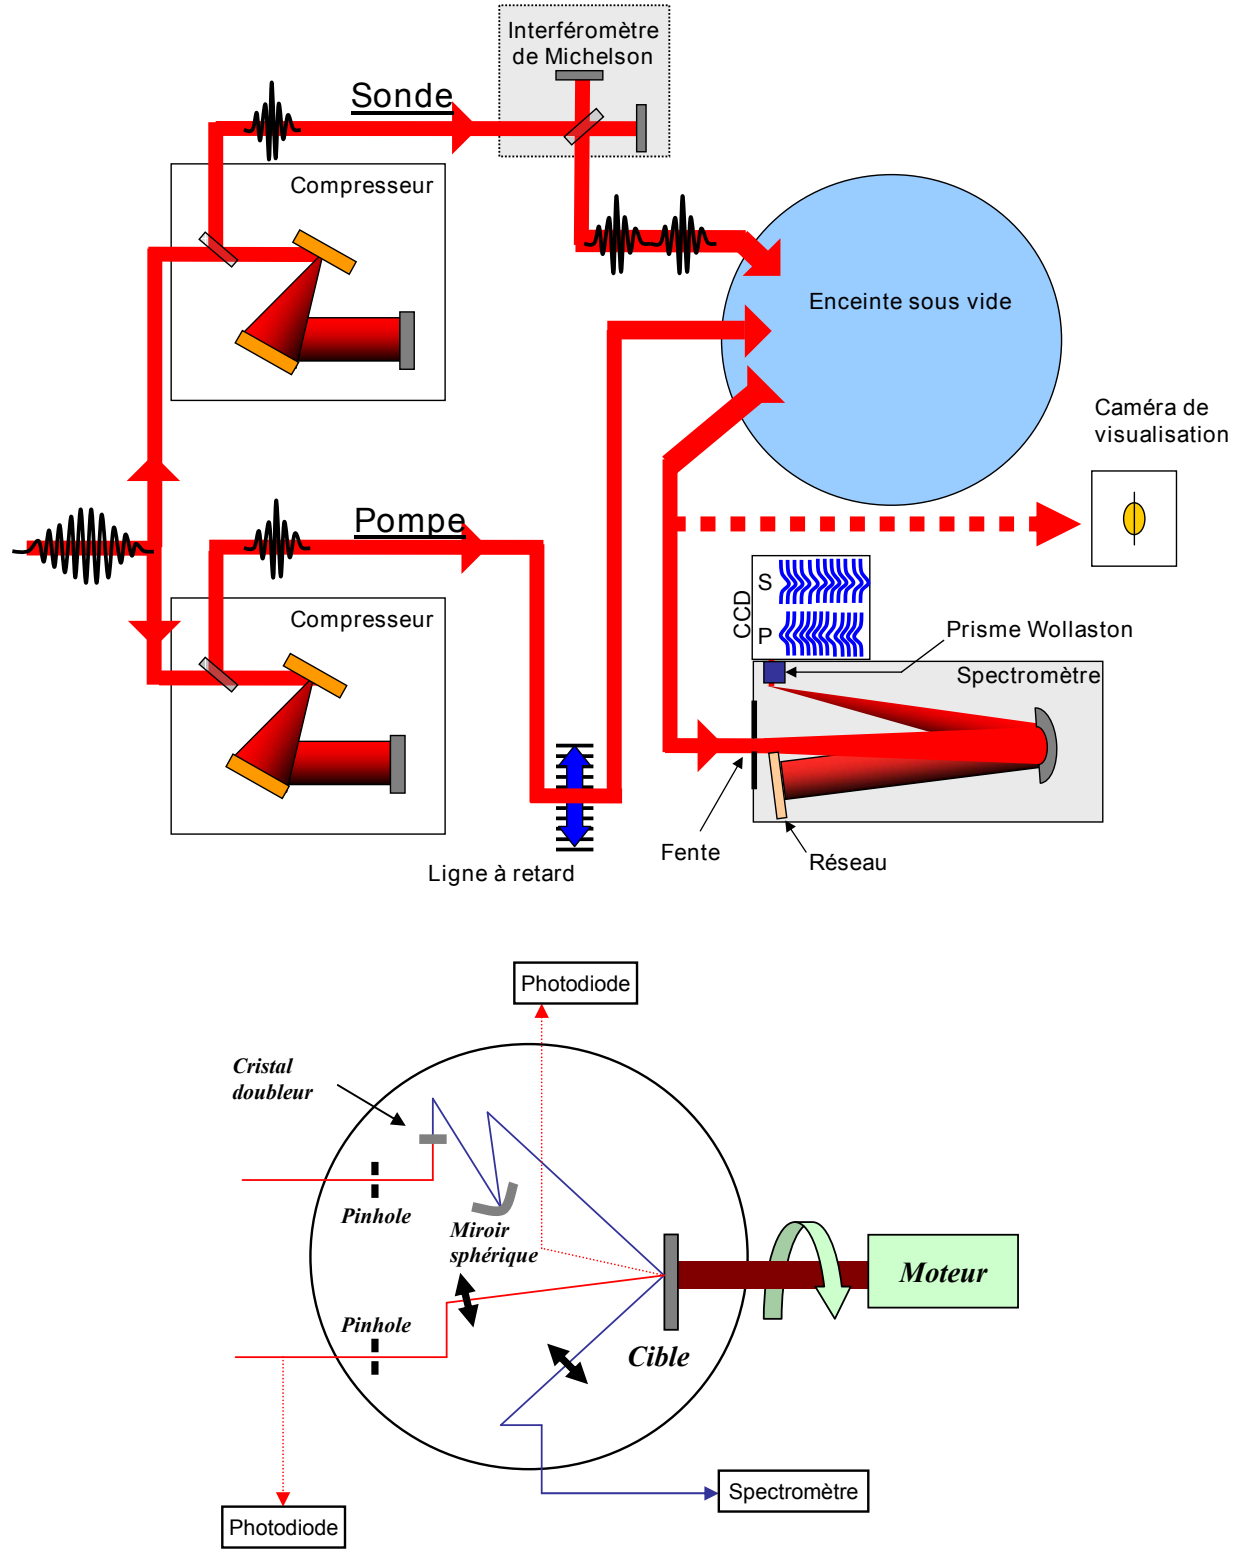 Interféromètre
de Michelson
Sonde
Compresseur
Enceinte sous vide
Caméra de
visualisation
Pompe
Compresseur
CCD
S
P
Prisme Wollaston
Spectromètre
Fente
Réseau
Ligne à retard
Photodiode
Cristal
doubleur
Pinhole
Miroir
sphérique
Moteur
Pinhole
Cible
Spectromètre
Photodiode